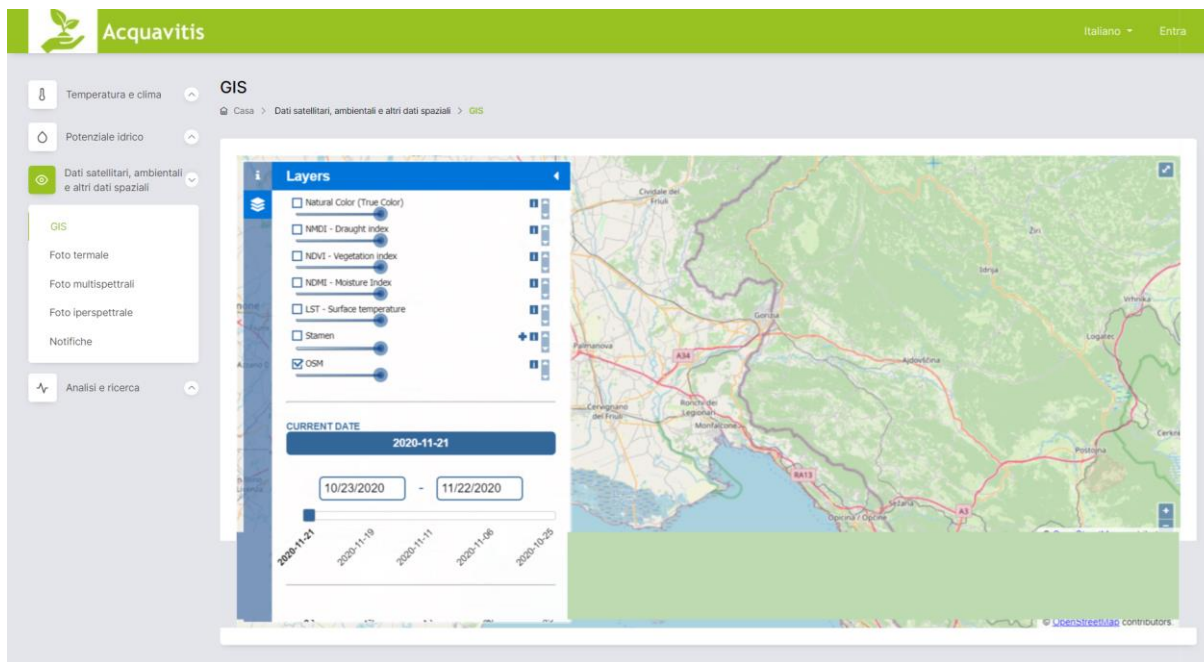 Acquavitis
Italiano
Entra
Temperatura e clima
Potenziale idrico
Dati satellitari, ambientali
e altri dati spaziali
GIS
Foto termale
Foto multispettrali
Foto iperspettrale
Notifiche
Analisi e ricerca
GIS
Casa > Dati satellitari, ambientali e altri dati spaziali > GIS
Layers
Natural Color (True Color)
NMDI - Draught index
NDVI - Vegetation index
NDMI - Moisture Index
LST - Surface temperature
Stamen
OSM
CURRENT DATE
2020-11-21
10/23/2020 - 11/22/2020
2020-11-21
2020-11-19
2020-11-11
2020-11-06
2020-10-25
Cividale del
Friuli
Žiri
Idrija
Vrhnika
Gorizia
Logatec
Palmanova
A34
Ajdovščina
Cervignano
del Friuli
Ronchi dei
Legionari
Monfalcone
Postojna
RA13
Sežana
A3
Opicina / Opčine
© OpenStreetMap contributors.